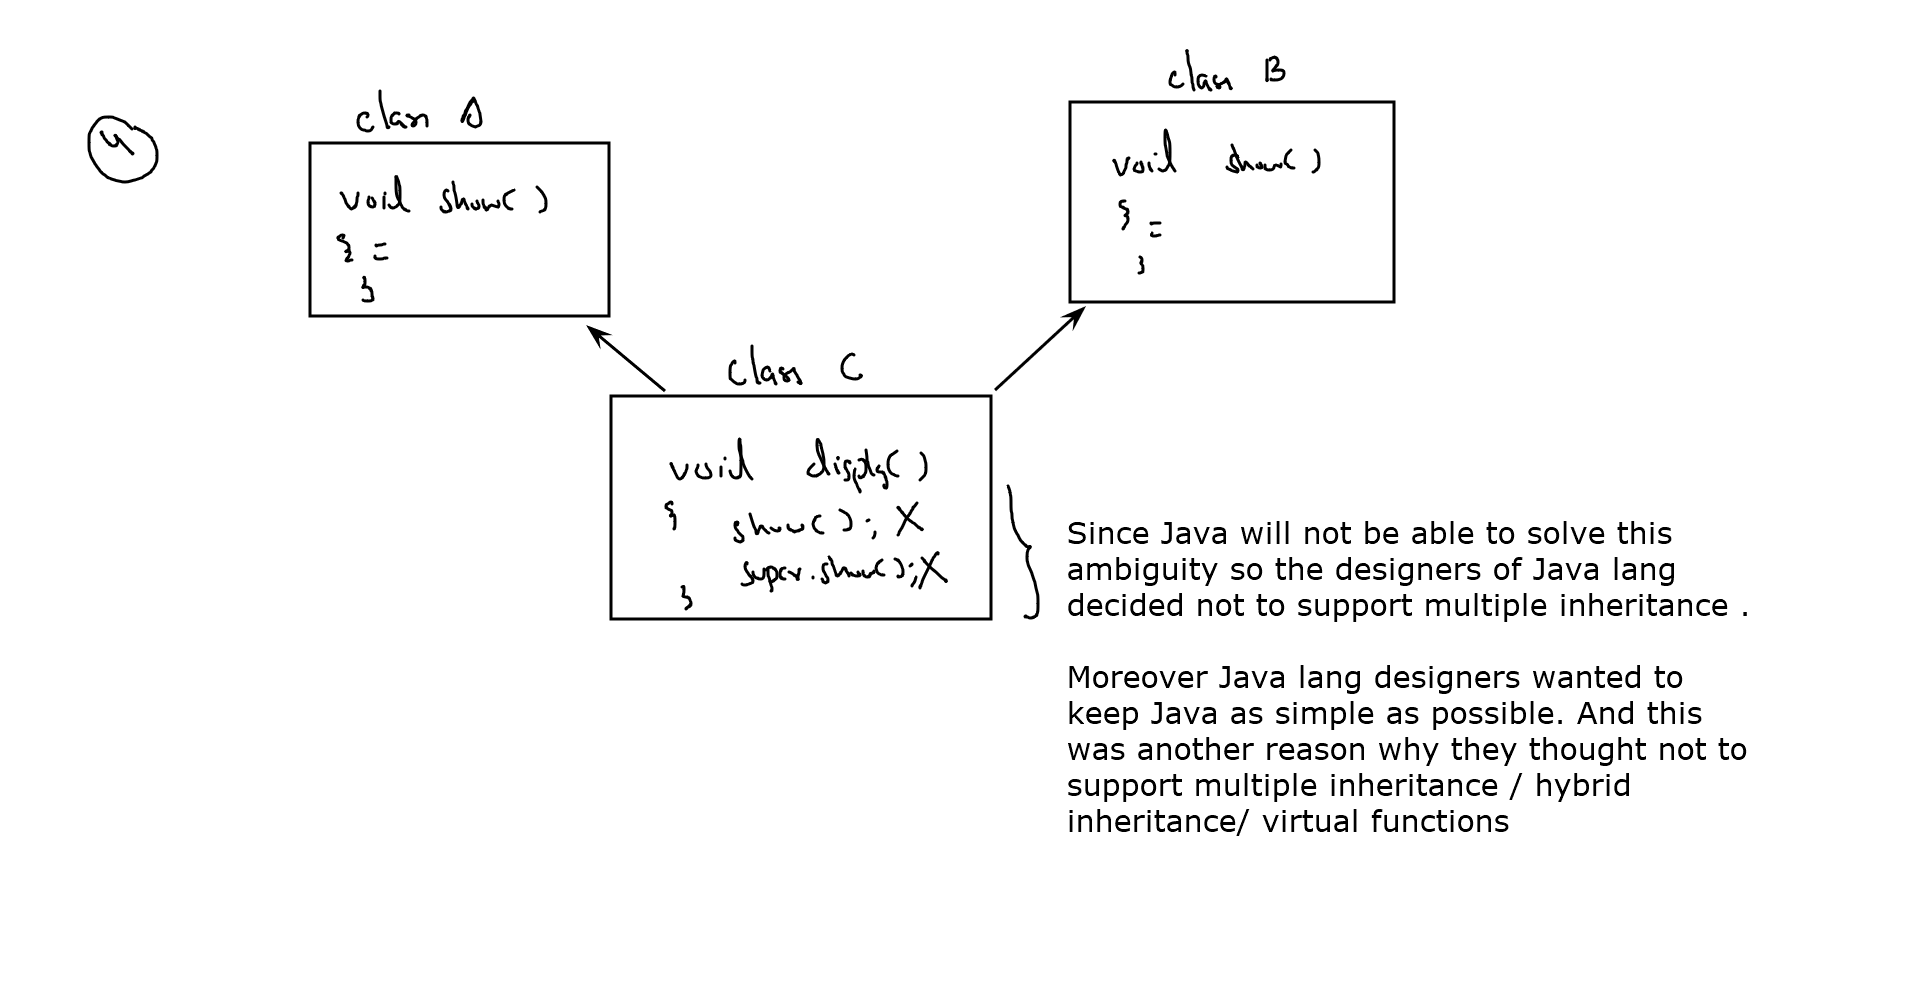 4
class A
void show()
{ =
}
class B
void show()
{ =
}
class C
void display()
{ show(); X
super.show(); X
}
Since Java will not be able to solve this
ambiguity so the designers of Java lang
decided not to support multiple inheritance .
Moreover Java lang designers wanted to
keep Java as simple as possible. And this
was another reason why they thought not to
support multiple inheritance / hybrid
inheritance/ virtual functions